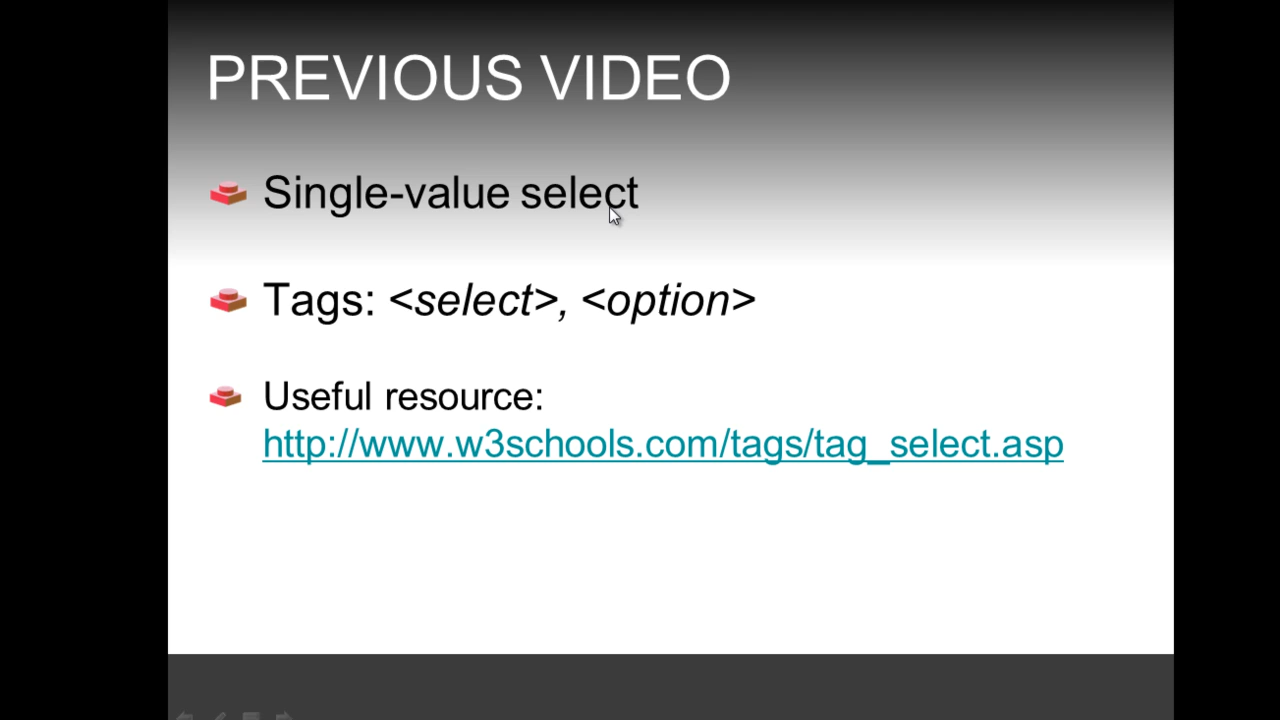 PREVIOUS VIDEO
Single-value select
Tags: <select>, <option>
Useful resource:
http://www.w3schools.com/tags/tag_select.asp